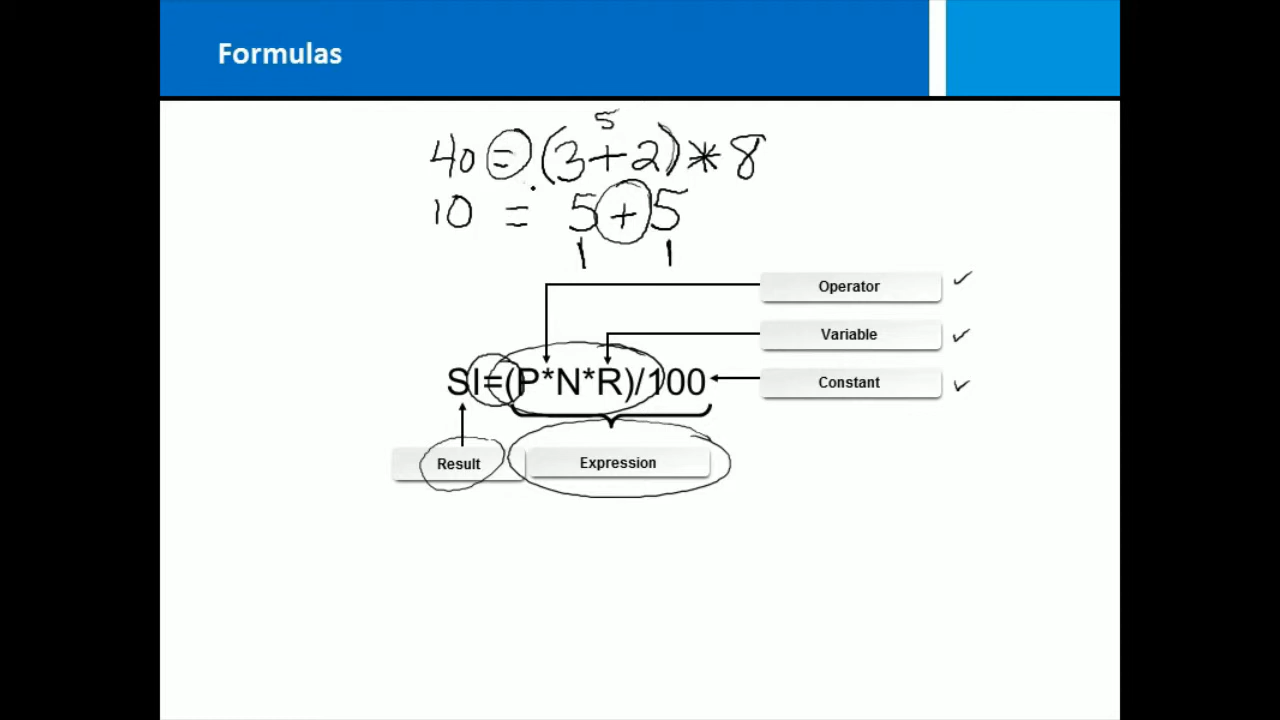 Formulas
5
40 = (3+2) * 8
10 = 5 + 5
1 1
Operator
Variable
SI=(P*N*R)/100
Constant
Result
Expression